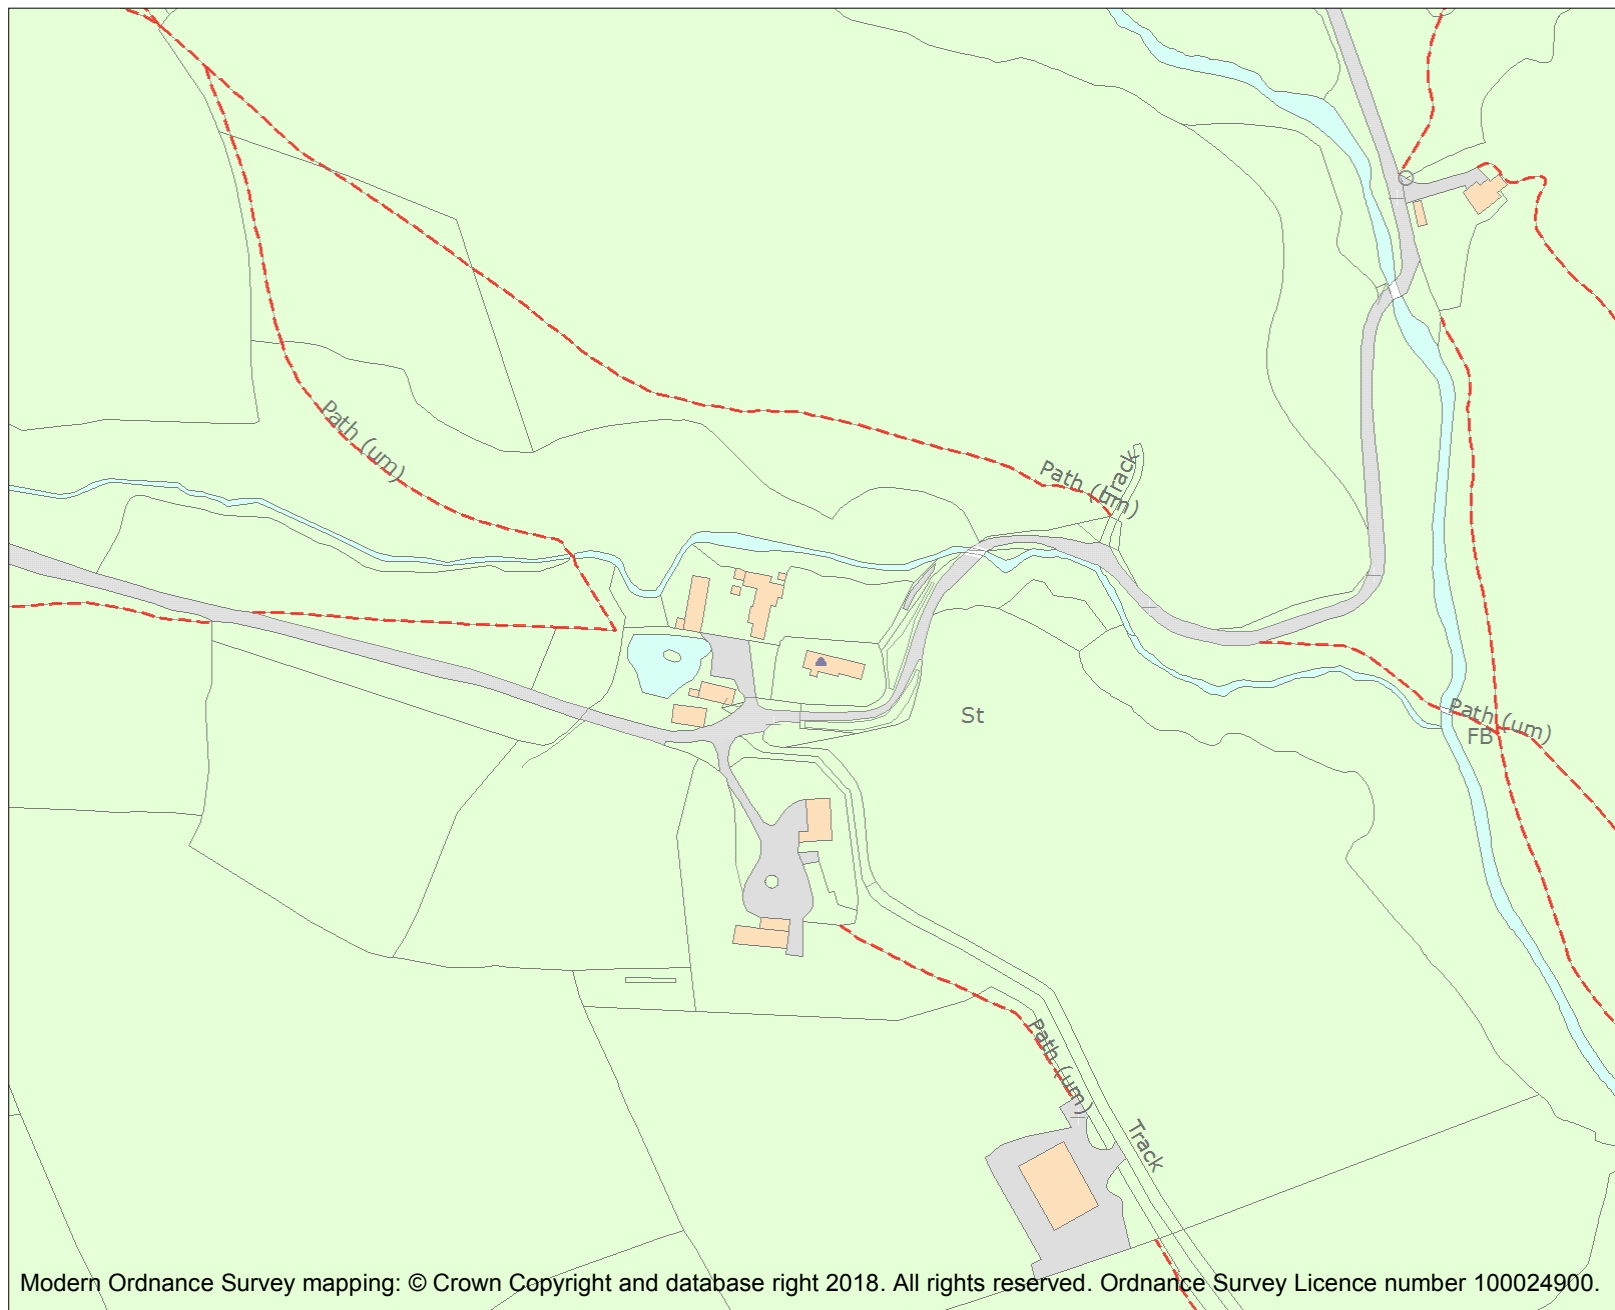 Path (um)
Path (um)
Track
St
Path (um)
FB
Path (um)
Track
Modern Ordnance Survey mapping: © Crown Copyright and database right 2018. All rights reserved. Ordnance Survey Licence number 100024900.